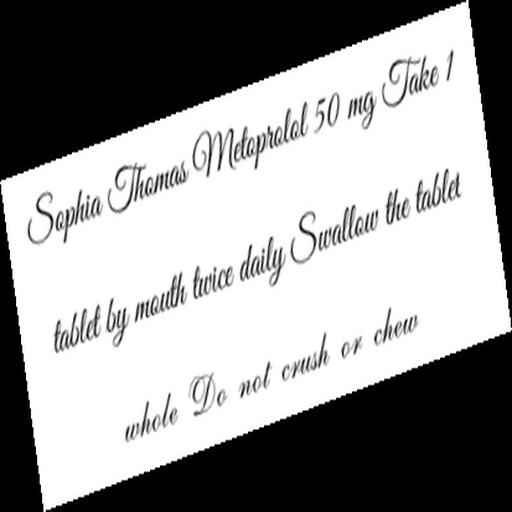 Sophia Thomas Metoprolol 50 mg Take 1
tablet by mouth twice daily Swallow the tablet
whole Do not crush or chew